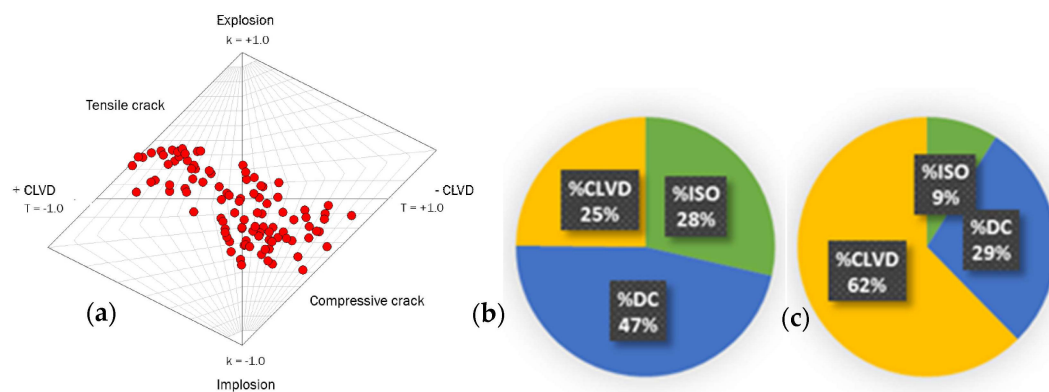 Explosion
k = +1.0
Tensile crack
+ CLVD
T = -1.0
- CLVD
T = +1.0
Compressive crack
k = -1.0
Implosion
(a)
%CLVD
25%
%ISO
28%
%DC
47%
(b)
%ISO
9%
%DC
29%
%CLVD
62%
(c)